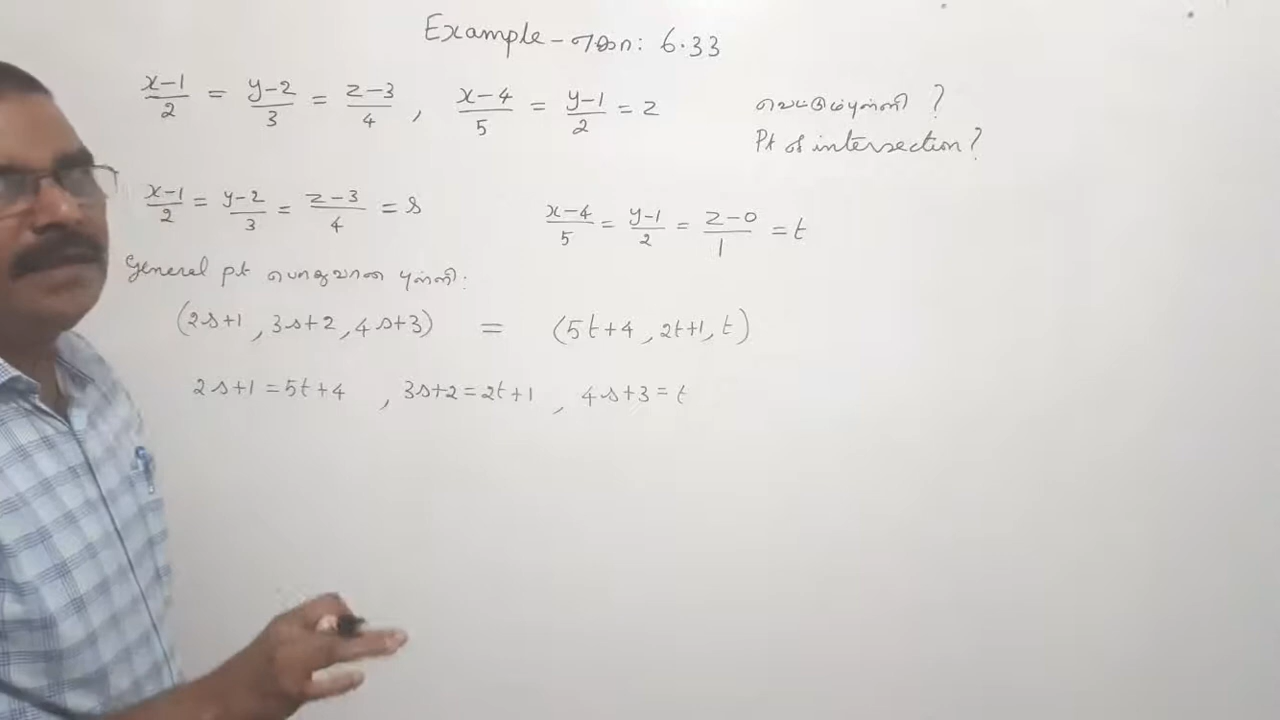 Example - எ.கா: 6.33
x-1/2 = y-2/3 = z-3/4 , x-4/5 = y-1/2 = z
வெட்டும்புள்ளி ?
Pt of intersection ?
x-1/2 = y-2/3 = z-3/4 = s
x-4/5 = y-1/2 = z-0/1 = t
General pt பொதுவான புள்ளி:
(2s+1 , 3s+2 , 4s+3) = (5t+4 , 2t+1, t)
2s+1 = 5t+4 , 3s+2 = 2t+1 , 4s+3 = t